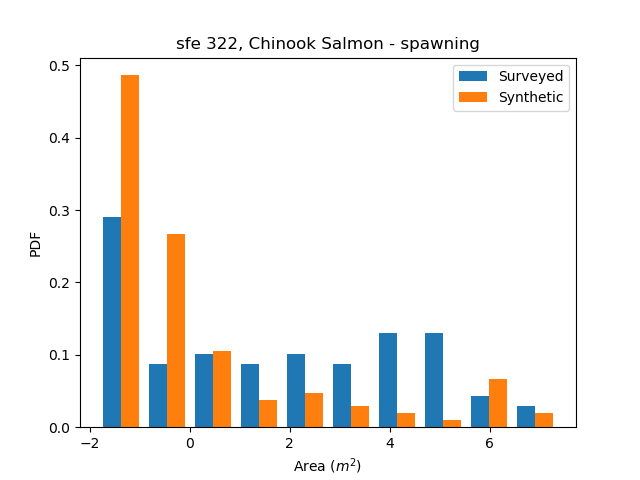 sfe 322, Chinook Salmon - spawning
Surveyed
Synthetic
PDF
0.5
0.4
0.3
0.2
0.1
0.0
−2 0 2 4 6
Area (m²)